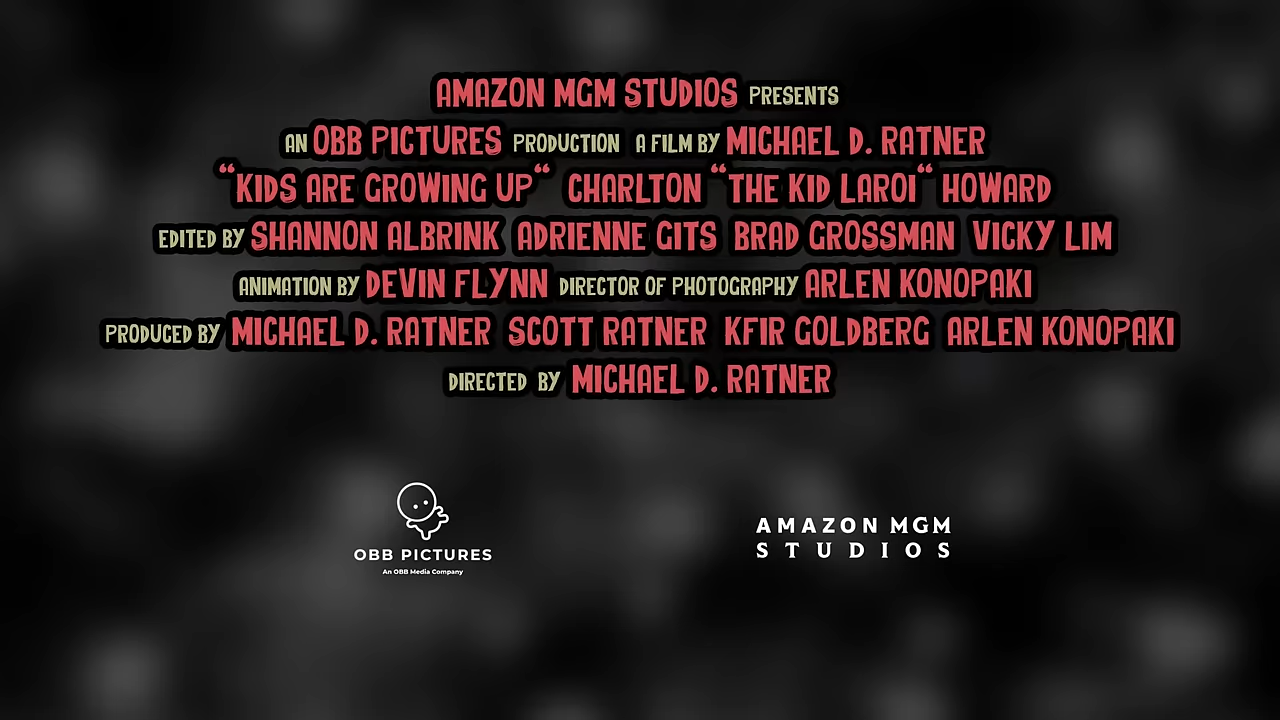 AMAZON MGM STUDIOS PRESENTS
AN OBB PICTURES PRODUCTION A FILM BY MICHAEL D. RATNER
“KIDS ARE GROWING UP“ CHARLTON “THE KID LAROI“ HOWARD
EDITED BY SHANNON ALBRINK ADRIENNE GITS BRAD GROSSMAN VICKY LIM
ANIMATION BY DEVIN FLYNN DIRECTOR OF PHOTOGRAPHY ARLEN KONOPAKI
PRODUCED BY MICHAEL D. RATNER SCOTT RATNER KFIR GOLDBERG ARLEN KONOPAKI
DIRECTED BY MICHAEL D. RATNER
OBB PICTURES
An OBB Media Company
AMAZON MGM
STUDIOS